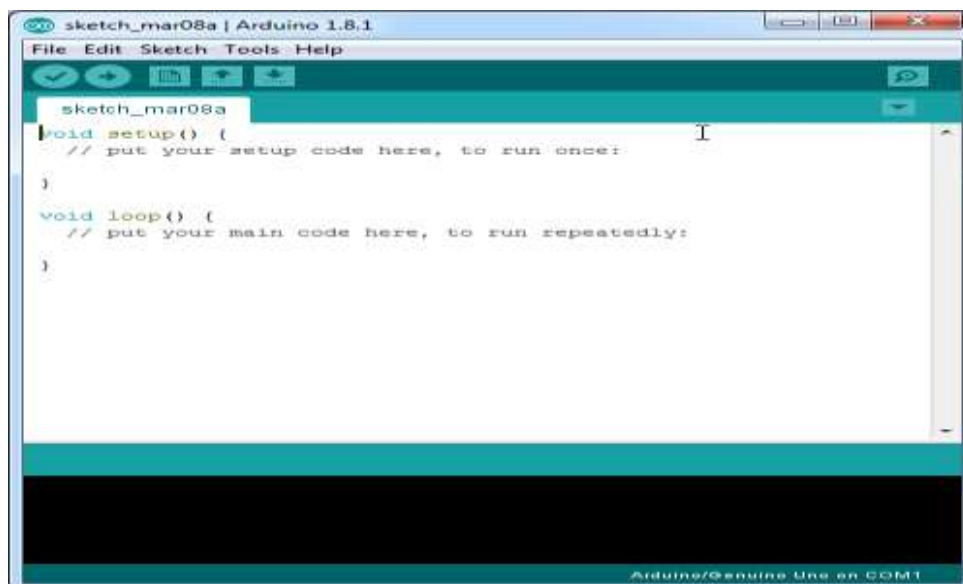 sketch_mar08a | Arduino 1.8.1
File Edit Sketch Tools Help
sketch_mar08a
void setup() {
// put your setup code here, to run once:
}
void loop() {
// put your main code here, to run repeatedly:
}
Arduino/Genuino Uno on COM1